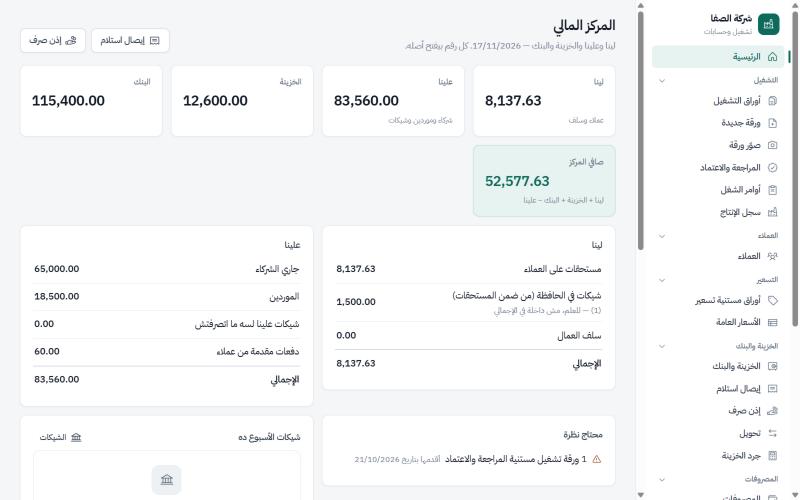 شركة الصفا
تشغيل وحسابات
الرئيسية
التشغيل
أوراق التشغيل
ورقة جديدة
صوّر ورقة
المراجعة والاعتماد
أوامر الشغل
سجل الإنتاج
العملاء
العملاء
التسعير
أوراق مستنية تسعير
الأسعار العامة
الخزينة والبنك
الخزينة والبنك
إيصال استلام
إذن صرف
تحويل
جرد الخزينة
المصروفات
المصروفات
المركز المالي
لينا وعلينا والخزينة والبنك — 17/11/2026. كل رقم بيفتح أصله.
إيصال استلام
إذن صرف
لينا
8,137.63
عملاء وسلف
علينا
83,560.00
شركاء وموردين وشيكات
الخزينة
12,600.00
البنك
115,400.00
صافي المركز
52,577.63
لينا + الخزينة + البنك − علينا
لينا
مستحقات على العملاء 8,137.63
شيكات في الحافظة (من ضمن المستحقات) 1,500.00
(1) — للعلم، مش داخلة في الإجمالي
سلف العمال 0.00
الإجمالي 8,137.63
علينا
جاري الشركاء 65,000.00
الموردين 18,500.00
شيكات علينا لسه ما اتصرفتش 0.00
دفعات مقدمة من عملاء 60.00
الإجمالي 83,560.00
محتاج نظرة
1 ورقة تشغيل مستنية المراجعة والاعتماد أقدمها بتاريخ 21/10/2026
شيكات الأسبوع ده
الشيكات